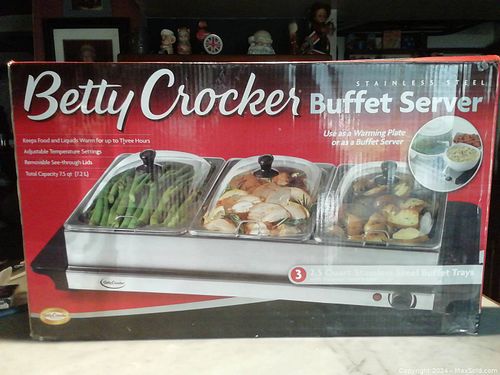 STAINLESS STEEL
Betty Crocker Buffet Server
Keeps Food and Liquids Warm for up to Three Hours
Adjustable Temperature Settings
Removable See-through Lids
Total Capacity 7.5 qt (7.2 L)
Use as a Warming Plate
or as a Buffet Server
3 2.5 Quart Stainless Steel Buffet Trays
Betty Crocker
Betty Crocker
Copyright 2024 - MaxSold.com